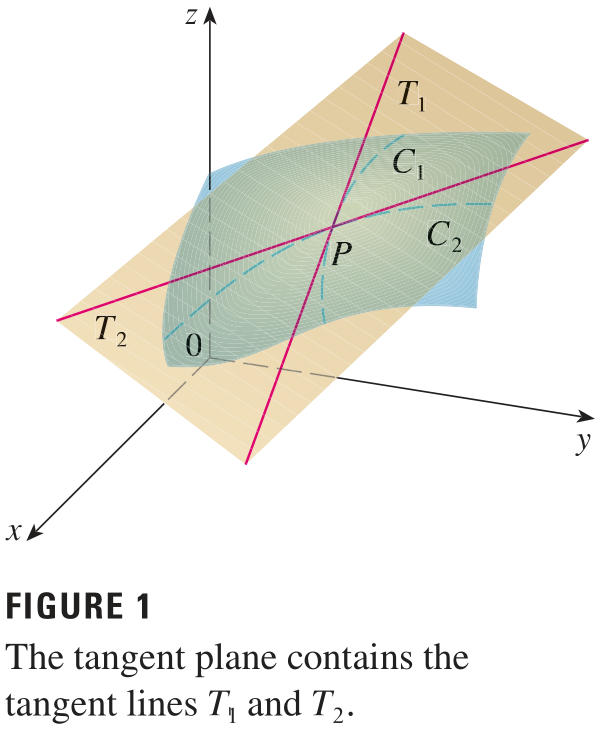 z
T₁
C₁
C₂
P
T₂
0
y
x
FIGURE 1
The tangent plane contains the
tangent lines T₁ and T₂.